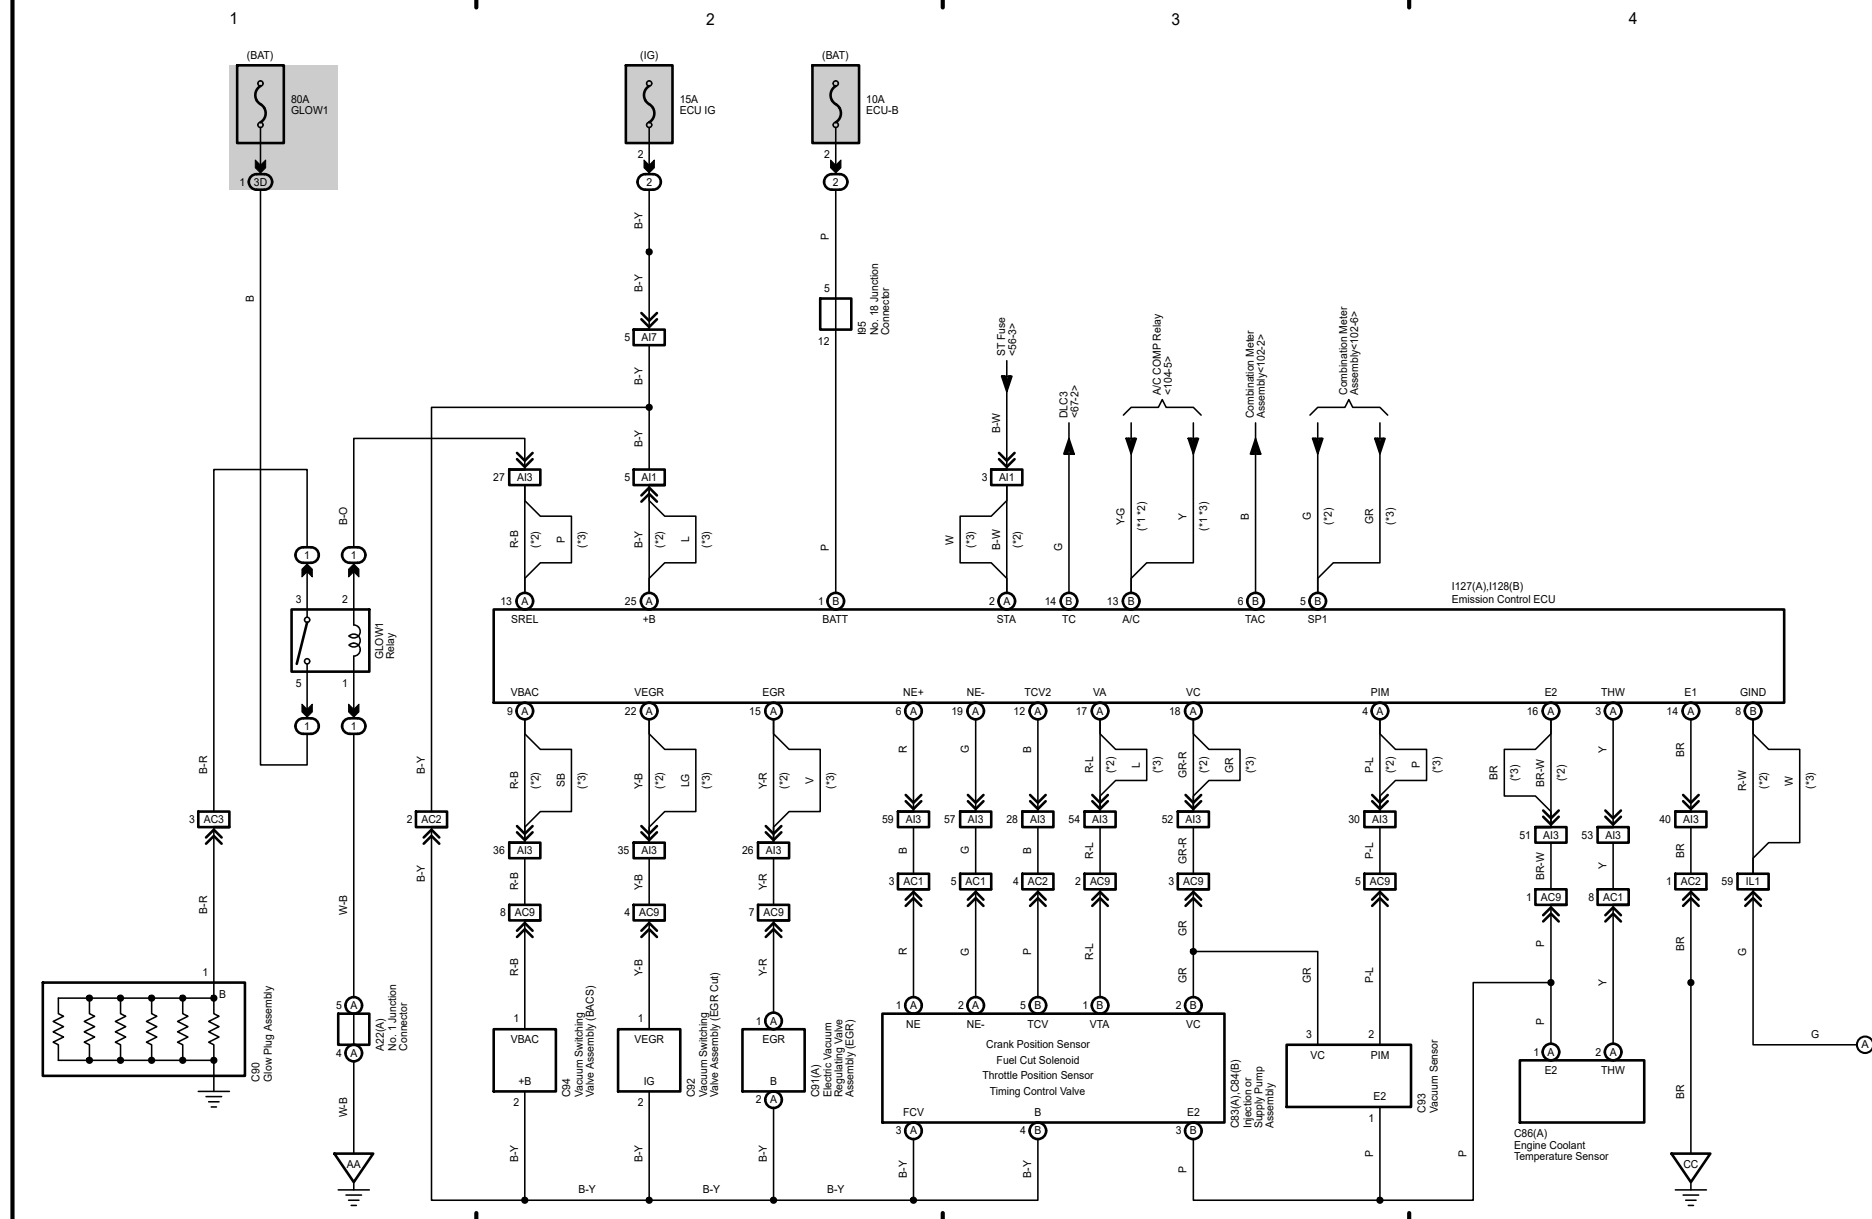 1 2 3 4
(BAT) (IG) (BAT)
80A
GLOW1
15A
ECU IG
10A
ECU-B
2 2
1 3D 2 2
B-Y P
B B-Y
5
I95
No. 18 Junction
Connector
12
5 AI7
B-Y
ST Fuse
<56-3>
DLC3
<67-2>
A/C COMP Relay
<104-5>
Combination Meter
Assembly<102-2>
Combination Meter
Assembly<102-6>
B-Y B-W
27 AI3 5 AI1 3 AI1
B-O
R-B (*2) P (*3) B-Y (*2) L (*3) P W (*3) B-W (*2) G Y-G (*1 *2) Y (*1 *3) B G (*2) GR (*3)
1 1
I127(A),I128(B)
Emission Control ECU
3 2 13 A 25 A 1 B 2 A 14 B 13 B 6 B 5 B
SREL +B BATT STA TC A/C TAC SP1
GLOW1
Relay
5 1
VBAC VEGR EGR NE+ NE- TCV2 VA VC PIM E2 THW E1 GIND
9 A 22 A 15 A 6 A 19 A 12 A 17 A 18 A 4 A 16 A 3 A 14 A 8 B
1 1
B-R B-Y R-B (*2) SB (*3) Y-B (*2) LG (*3) Y-R (*2) V (*3) R G B R-L (*2) L (*3) GR-R (*2) GR (*3) P-L (*2) P (*3) BR (*3) BR-W (*2) Y BR R-W (*2) W (*3)
3 AC3 2 AC2 59 AI3 57 AI3 28 AI3 54 AI3 52 AI3 30 AI3 40 AI3
51 AI3 53 AI3
36 AI3 35 AI3 26 AI3
B-Y R-B Y-B Y-R B G B R-L GR-R P-L BR-W Y BR
3 AC1 5 AC1 4 AC2 2 AC9 3 AC9 5 AC9 1 AC2 59 IL1
1 AC9 8 AC1
B-R W-B 8 AC9 4 AC9 7 AC9
GR
R-B Y-B Y-R R G P R-L GR GR P-L P Y BR G
1 B
5 A
A22(A)
No. 1 Junction
Connector
4 A
C90
Glow Plug Assembly
1 1 1 A 1 A 2 A 5 B 1 B 2 B
VBAC VEGR EGR NE NE- TCV VTA VC
+B IG B
2 2 2 A
C94
Vacuum Switching
Valve Assembly (BACS)
C92
Vacuum Switching
Valve Assembly (EGR Cut)
C91(A)
Electric Vacuum
Regulating Valve
Assembly (EGR)
Crank Position Sensor
Fuel Cut Solenoid
Throttle Position Sensor
Timing Control Valve
FCV B E2
3 A 4 B 3 B
C83(A),C84(B)
Injection or
Supply Pump
Assembly
3 2
VC PIM
E2
1
C93
Vacuum Sensor
P
1 A 2 A
E2 THW
C86(A)
Engine Coolant
Temperature Sensor
G A
W-B B-Y B-Y B-Y B-Y B-Y P P P BR
AA CC
B-Y B-Y B-Y